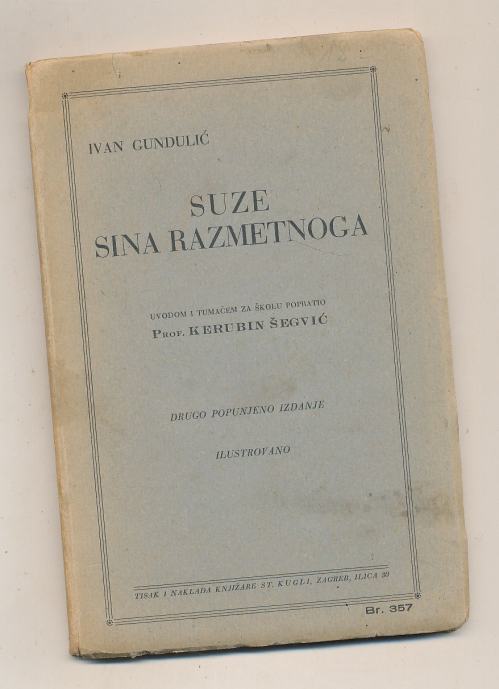 IVAN GUNDULIĆ
SUZE
SINA RAZMETNOGA
UVODOM I TUMAČEM ZA ŠKOLU POPRATIO
PROF. KERUBIN ŠEGVIĆ
DRUGO POPUNJENO IZDANJE
ILUSTROVANO
TISAK I NAKLADA KNJIŽARE ST. KUGLI, ZAGREB, ILICA 30
Br. 357